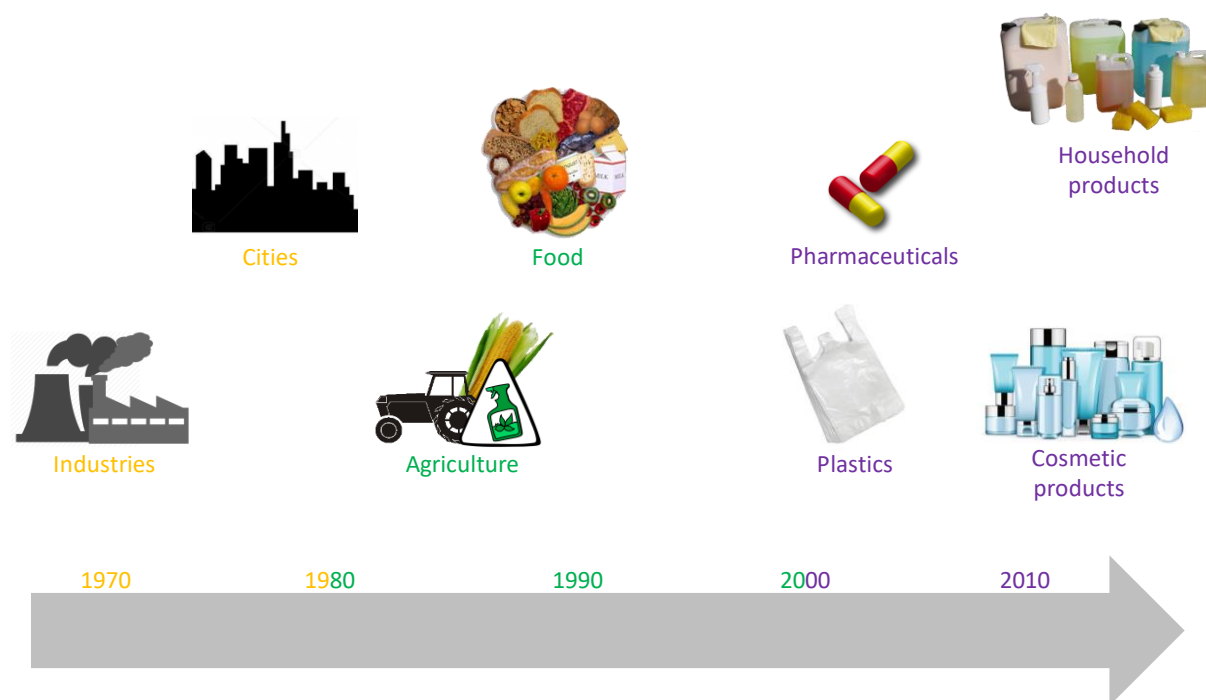 Household
products
Cities
Food
Pharmaceuticals
Industries
Agriculture
Plastics
Cosmetic
products
1970
1980
1990
2000
2010